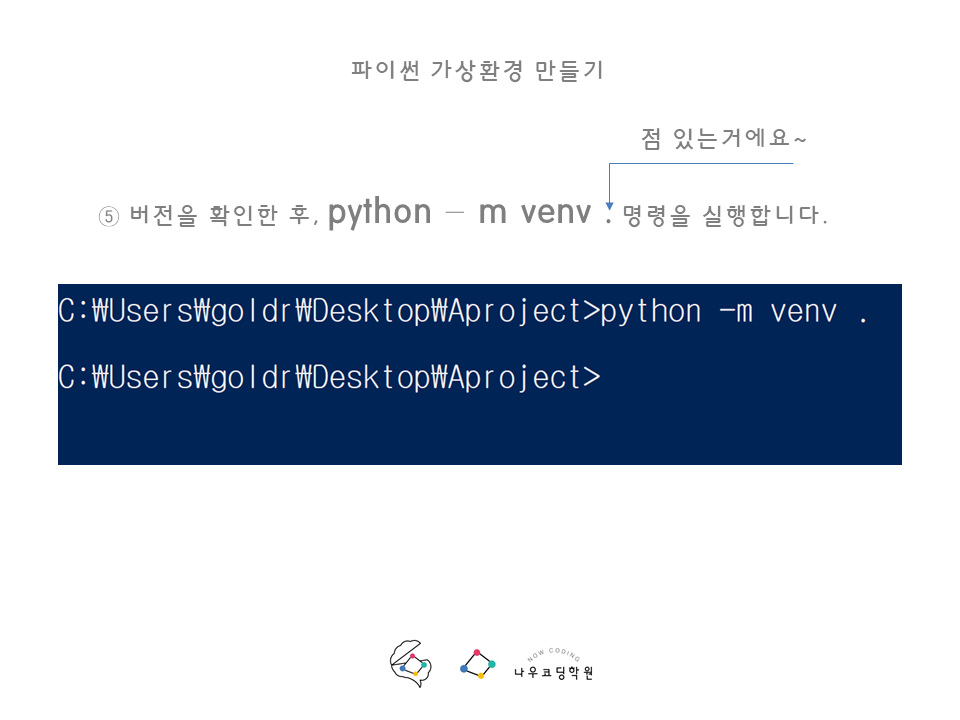 파이썬 가상환경 만들기
점 있는거에요~
⑤ 버전을 확인한 후, python – m venv . 명령을 실행합니다.
C:₩Users₩goldr₩Desktop₩Aproject>python -m venv .
C:₩Users₩goldr₩Desktop₩Aproject>
NOW CODING
나우코딩학원